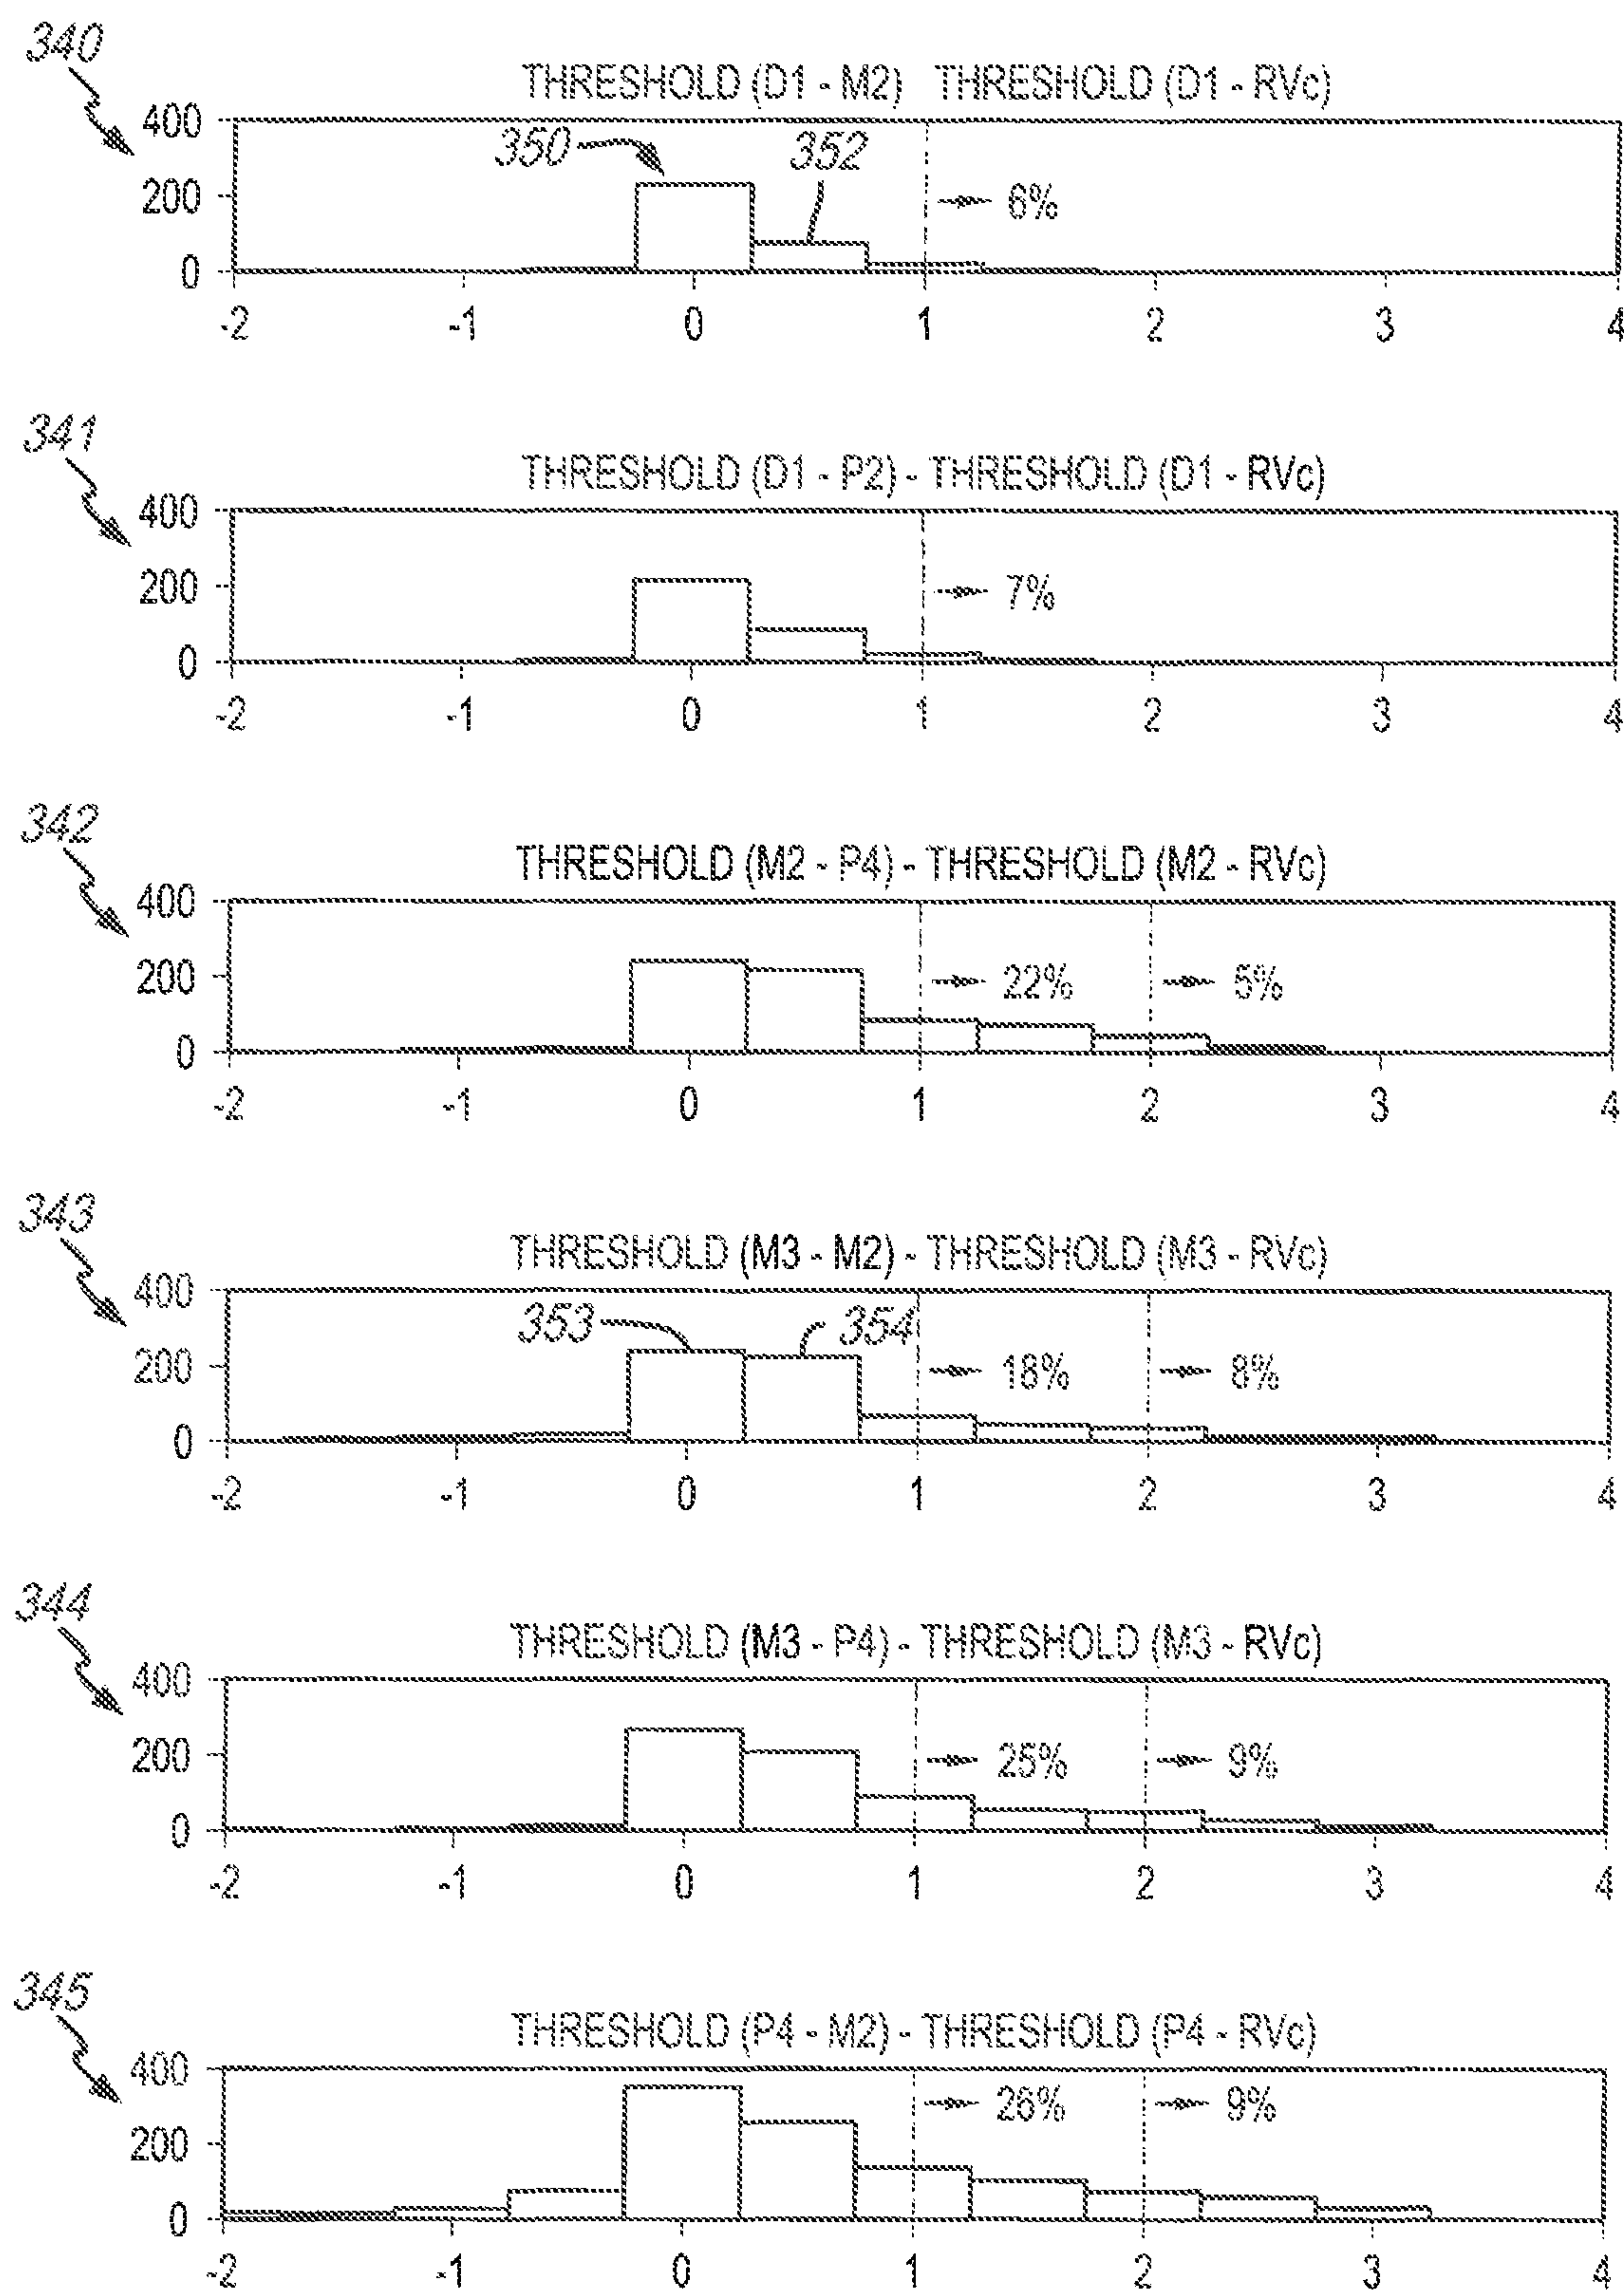 340
THRESHOLD (D1 - M2) THRESHOLD (D1 - RVc)
400
350
352
200
6%
0
-2 -1 0 1 2 3 4
341
THRESHOLD (D1 - P2) - THRESHOLD (D1 - RVc)
400
200
7%
0
-2 -1 0 1 2 3 4
342
THRESHOLD (M2 - P4) - THRESHOLD (M2 - RVc)
400
200
22% 5%
0
-2 -1 0 1 2 3 4
343
THRESHOLD (M3 - M2) - THRESHOLD (M3 - RVc)
400
353
354
200
18% 8%
0
-2 -1 0 1 2 3 4
344
THRESHOLD (M3 - P4) - THRESHOLD (M3 - RVc)
400
200
25% 9%
0
-2 -1 0 1 2 3 4
345
THRESHOLD (P4 - M2) - THRESHOLD (P4 - RVc)
400
26% 9%
200
0
-2 -1 0 1 2 3 4